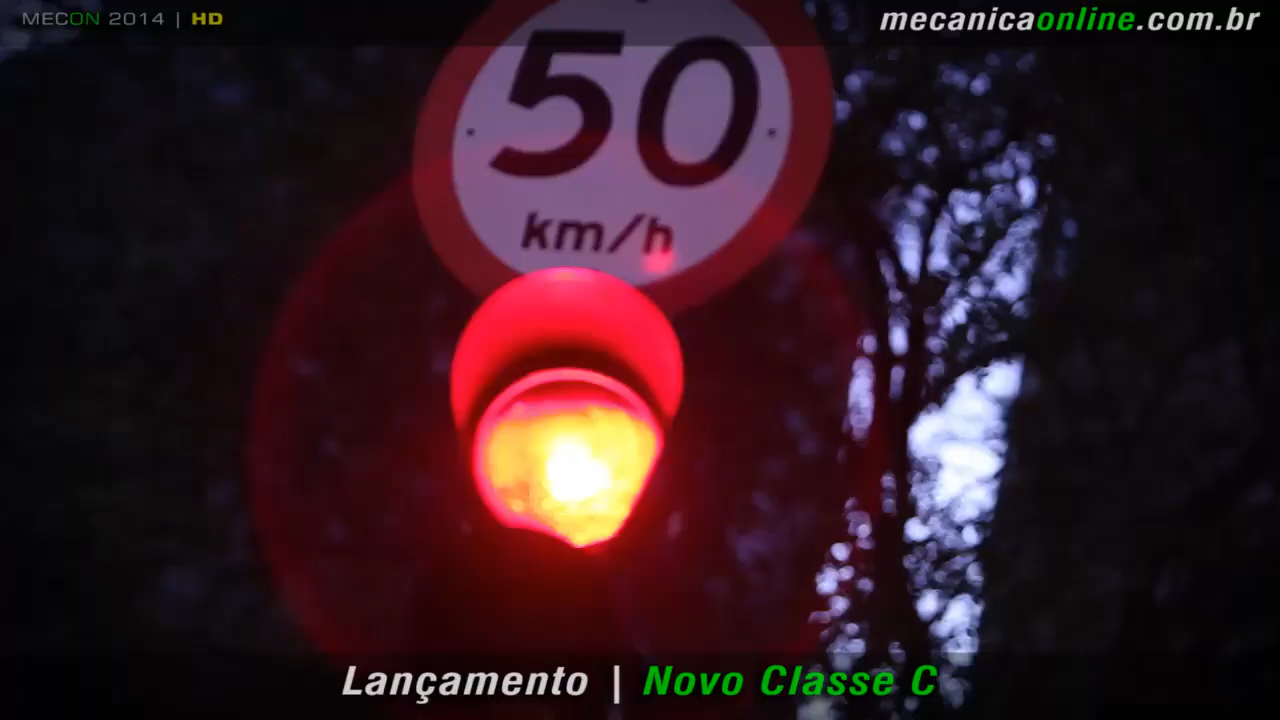 MECON 2014 | HD
mecanicaonline.com.br
50
km/h
Lançamento | Novo Classe C